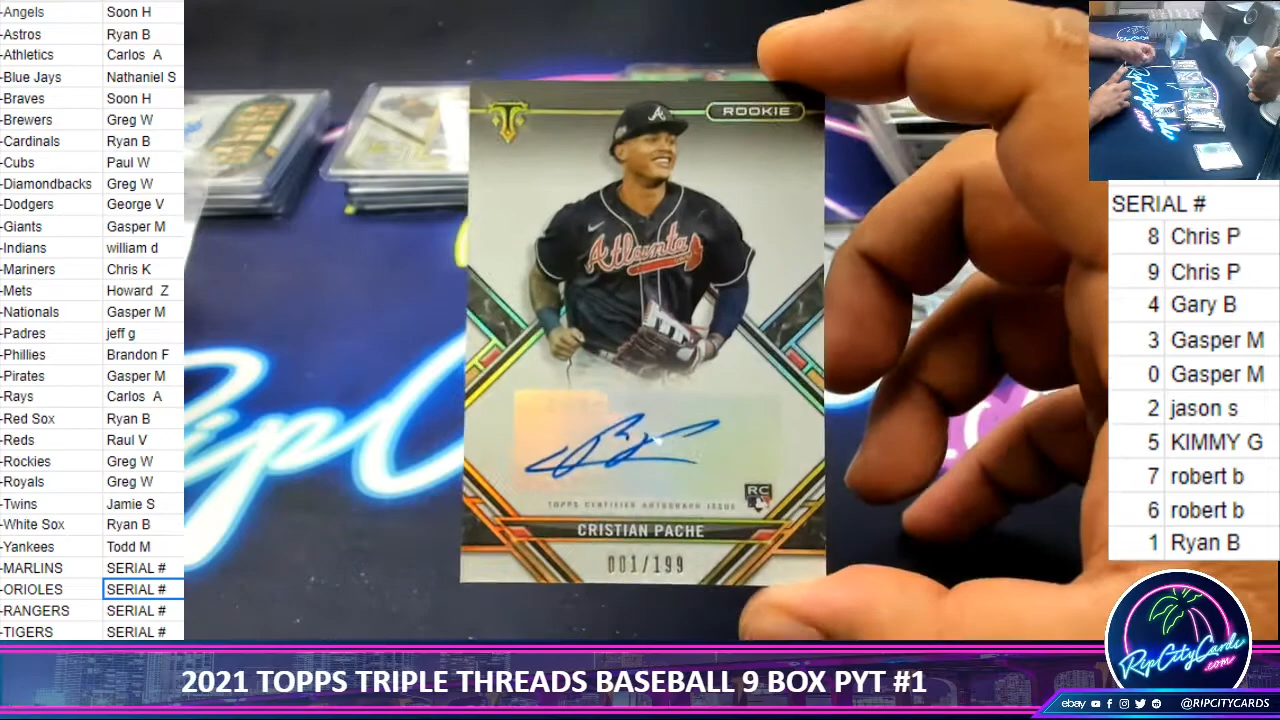 -Angels Soon H
-Astros Ryan B
-Athletics Carlos A
-Blue Jays Nathaniel S
-Braves Soon H
-Brewers Greg W
-Cardinals Ryan B
-Cubs Paul W
-Diamondbacks Greg W
-Dodgers George V
-Giants Gasper M
-Indians william d
-Mariners Chris K
-Mets Howard Z
-Nationals Gasper M
-Padres jeff g
-Phillies Brandon F
-Pirates Gasper M
-Rays Carlos A
-Red Sox Ryan B
-Reds Raul V
-Rockies Greg W
-Royals Greg W
-Twins Jamie S
-White Sox Ryan B
-Yankees Todd M
-MARLINS SERIAL #
-ORIOLES SERIAL #
-RANGERS SERIAL #
-TIGERS SERIAL #
TT
ROOKIE
A
Atlanta
TOPPS CERTIFIED AUTOGRAPH ISSUE
RC
CRISTIAN PACHE
001/199
SERIAL #
8 Chris P
9 Chris P
4 Gary B
3 Gasper M
0 Gasper M
2 jason s
5 KIMMY G
7 robert b
6 robert b
1 Ryan B
RipCityCards
.com
2021 TOPPS TRIPLE THREADS BASEBALL 9 BOX PYT #1
ebay @RIPCITYCARDS